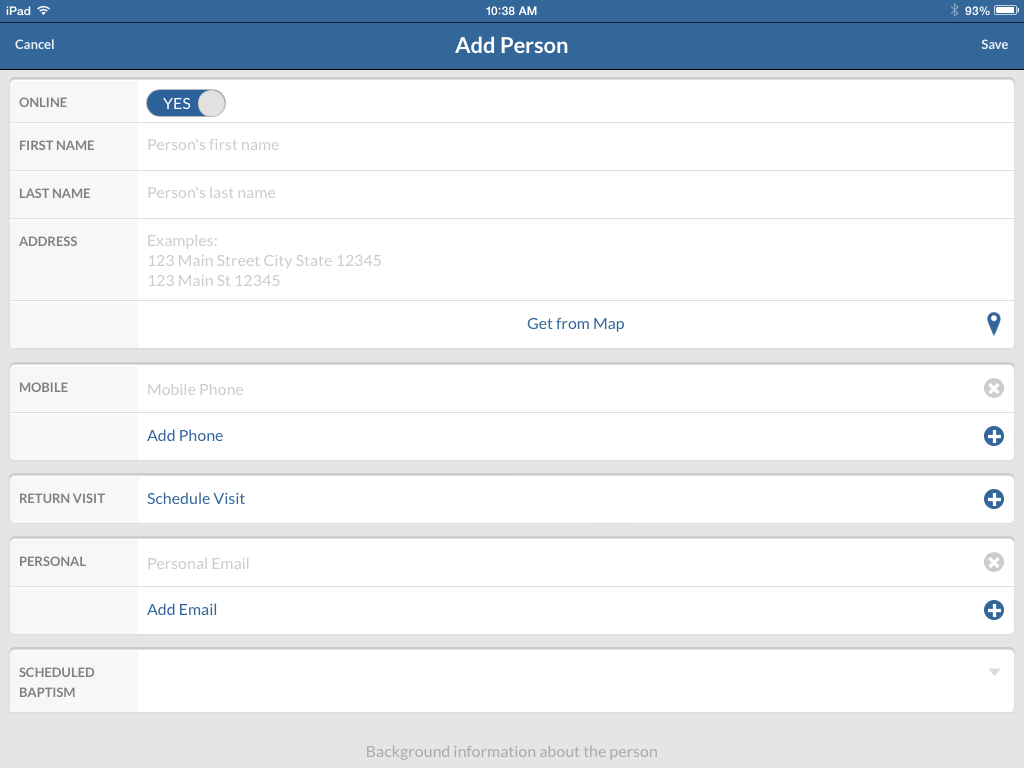 iPad 10:38 AM 93%
Cancel Add Person Save
ONLINE YES
FIRST NAME Person's first name
LAST NAME Person's last name
ADDRESS Examples:
123 Main Street City State 12345
123 Main St 12345
Get from Map
MOBILE Mobile Phone
Add Phone
RETURN VISIT Schedule Visit
PERSONAL Personal Email
Add Email
SCHEDULED
BAPTISM
Background information about the person